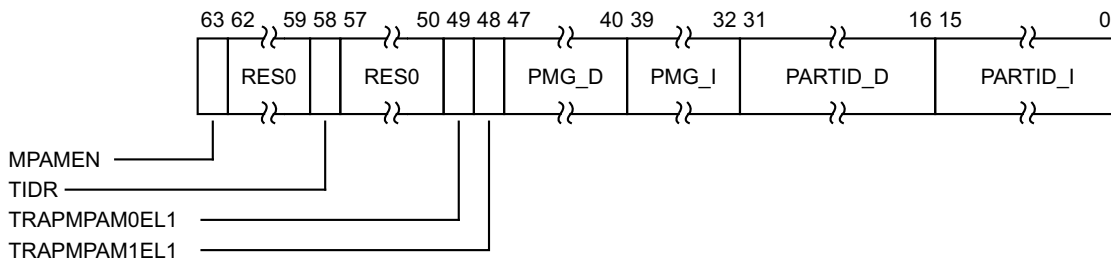 63 62 59 58 57 50 49 48 47 40 39 32 31 16 15 0
RES0 RES0 PMG_D PMG_I PARTID_D PARTID_I
MPAMEN
TIDR
TRAPMPAM0EL1
TRAPMPAM1EL1